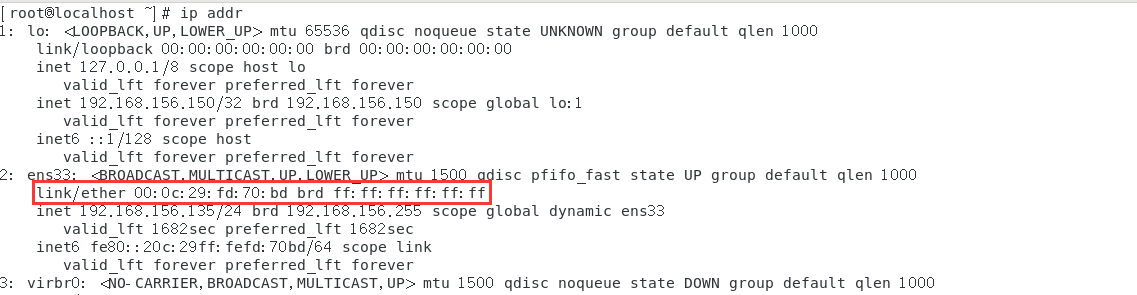 [root@localhost ~]# ip addr
1: lo: <LOOPBACK,UP,LOWER_UP> mtu 65536 qdisc noqueue state UNKNOWN group default qlen 1000
link/loopback 00:00:00:00:00:00 brd 00:00:00:00:00:00
inet 127.0.0.1/8 scope host lo
valid_lft forever preferred_lft forever
inet 192.168.156.150/32 brd 192.168.156.150 scope global lo:1
valid_lft forever preferred_lft forever
inet6 ::1/128 scope host
valid_lft forever preferred_lft forever
2: ens33: <BROADCAST,MULTICAST,UP,LOWER_UP> mtu 1500 qdisc pfifo_fast state UP group default qlen 1000
link/ether 00:0c:29:fd:70:bd brd ff:ff:ff:ff:ff:ff
inet 192.168.156.135/24 brd 192.168.156.255 scope global dynamic ens33
valid_lft 1682sec preferred_lft 1682sec
inet6 fe80::20c:29ff:fefd:70bd/64 scope link
valid_lft forever preferred_lft forever
3: virbr0: <NO-CARRIER,BROADCAST,MULTICAST,UP> mtu 1500 qdisc noqueue state DOWN group default qlen 1000